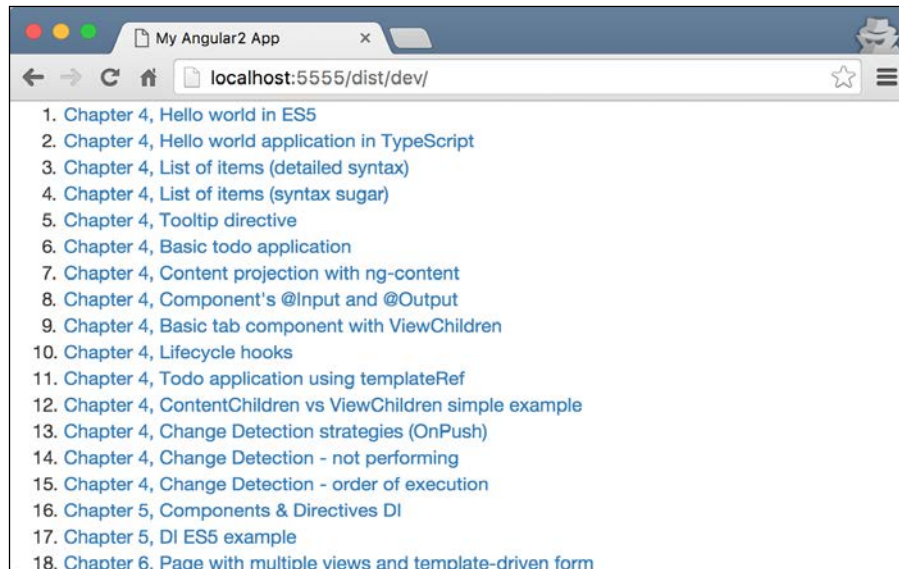 My Angular2 App
localhost:5555/dist/dev/
1. Chapter 4, Hello world in ES5
2. Chapter 4, Hello world application in TypeScript
3. Chapter 4, List of items (detailed syntax)
4. Chapter 4, List of items (syntax sugar)
5. Chapter 4, Tooltip directive
6. Chapter 4, Basic todo application
7. Chapter 4, Content projection with ng-content
8. Chapter 4, Component's @Input and @Output
9. Chapter 4, Basic tab component with ViewChildren
10. Chapter 4, Lifecycle hooks
11. Chapter 4, Todo application using templateRef
12. Chapter 4, ContentChildren vs ViewChildren simple example
13. Chapter 4, Change Detection strategies (OnPush)
14. Chapter 4, Change Detection - not performing
15. Chapter 4, Change Detection - order of execution
16. Chapter 5, Components & Directives DI
17. Chapter 5, DI ES5 example
18. Chapter 6, Page with multiple views and template-driven form